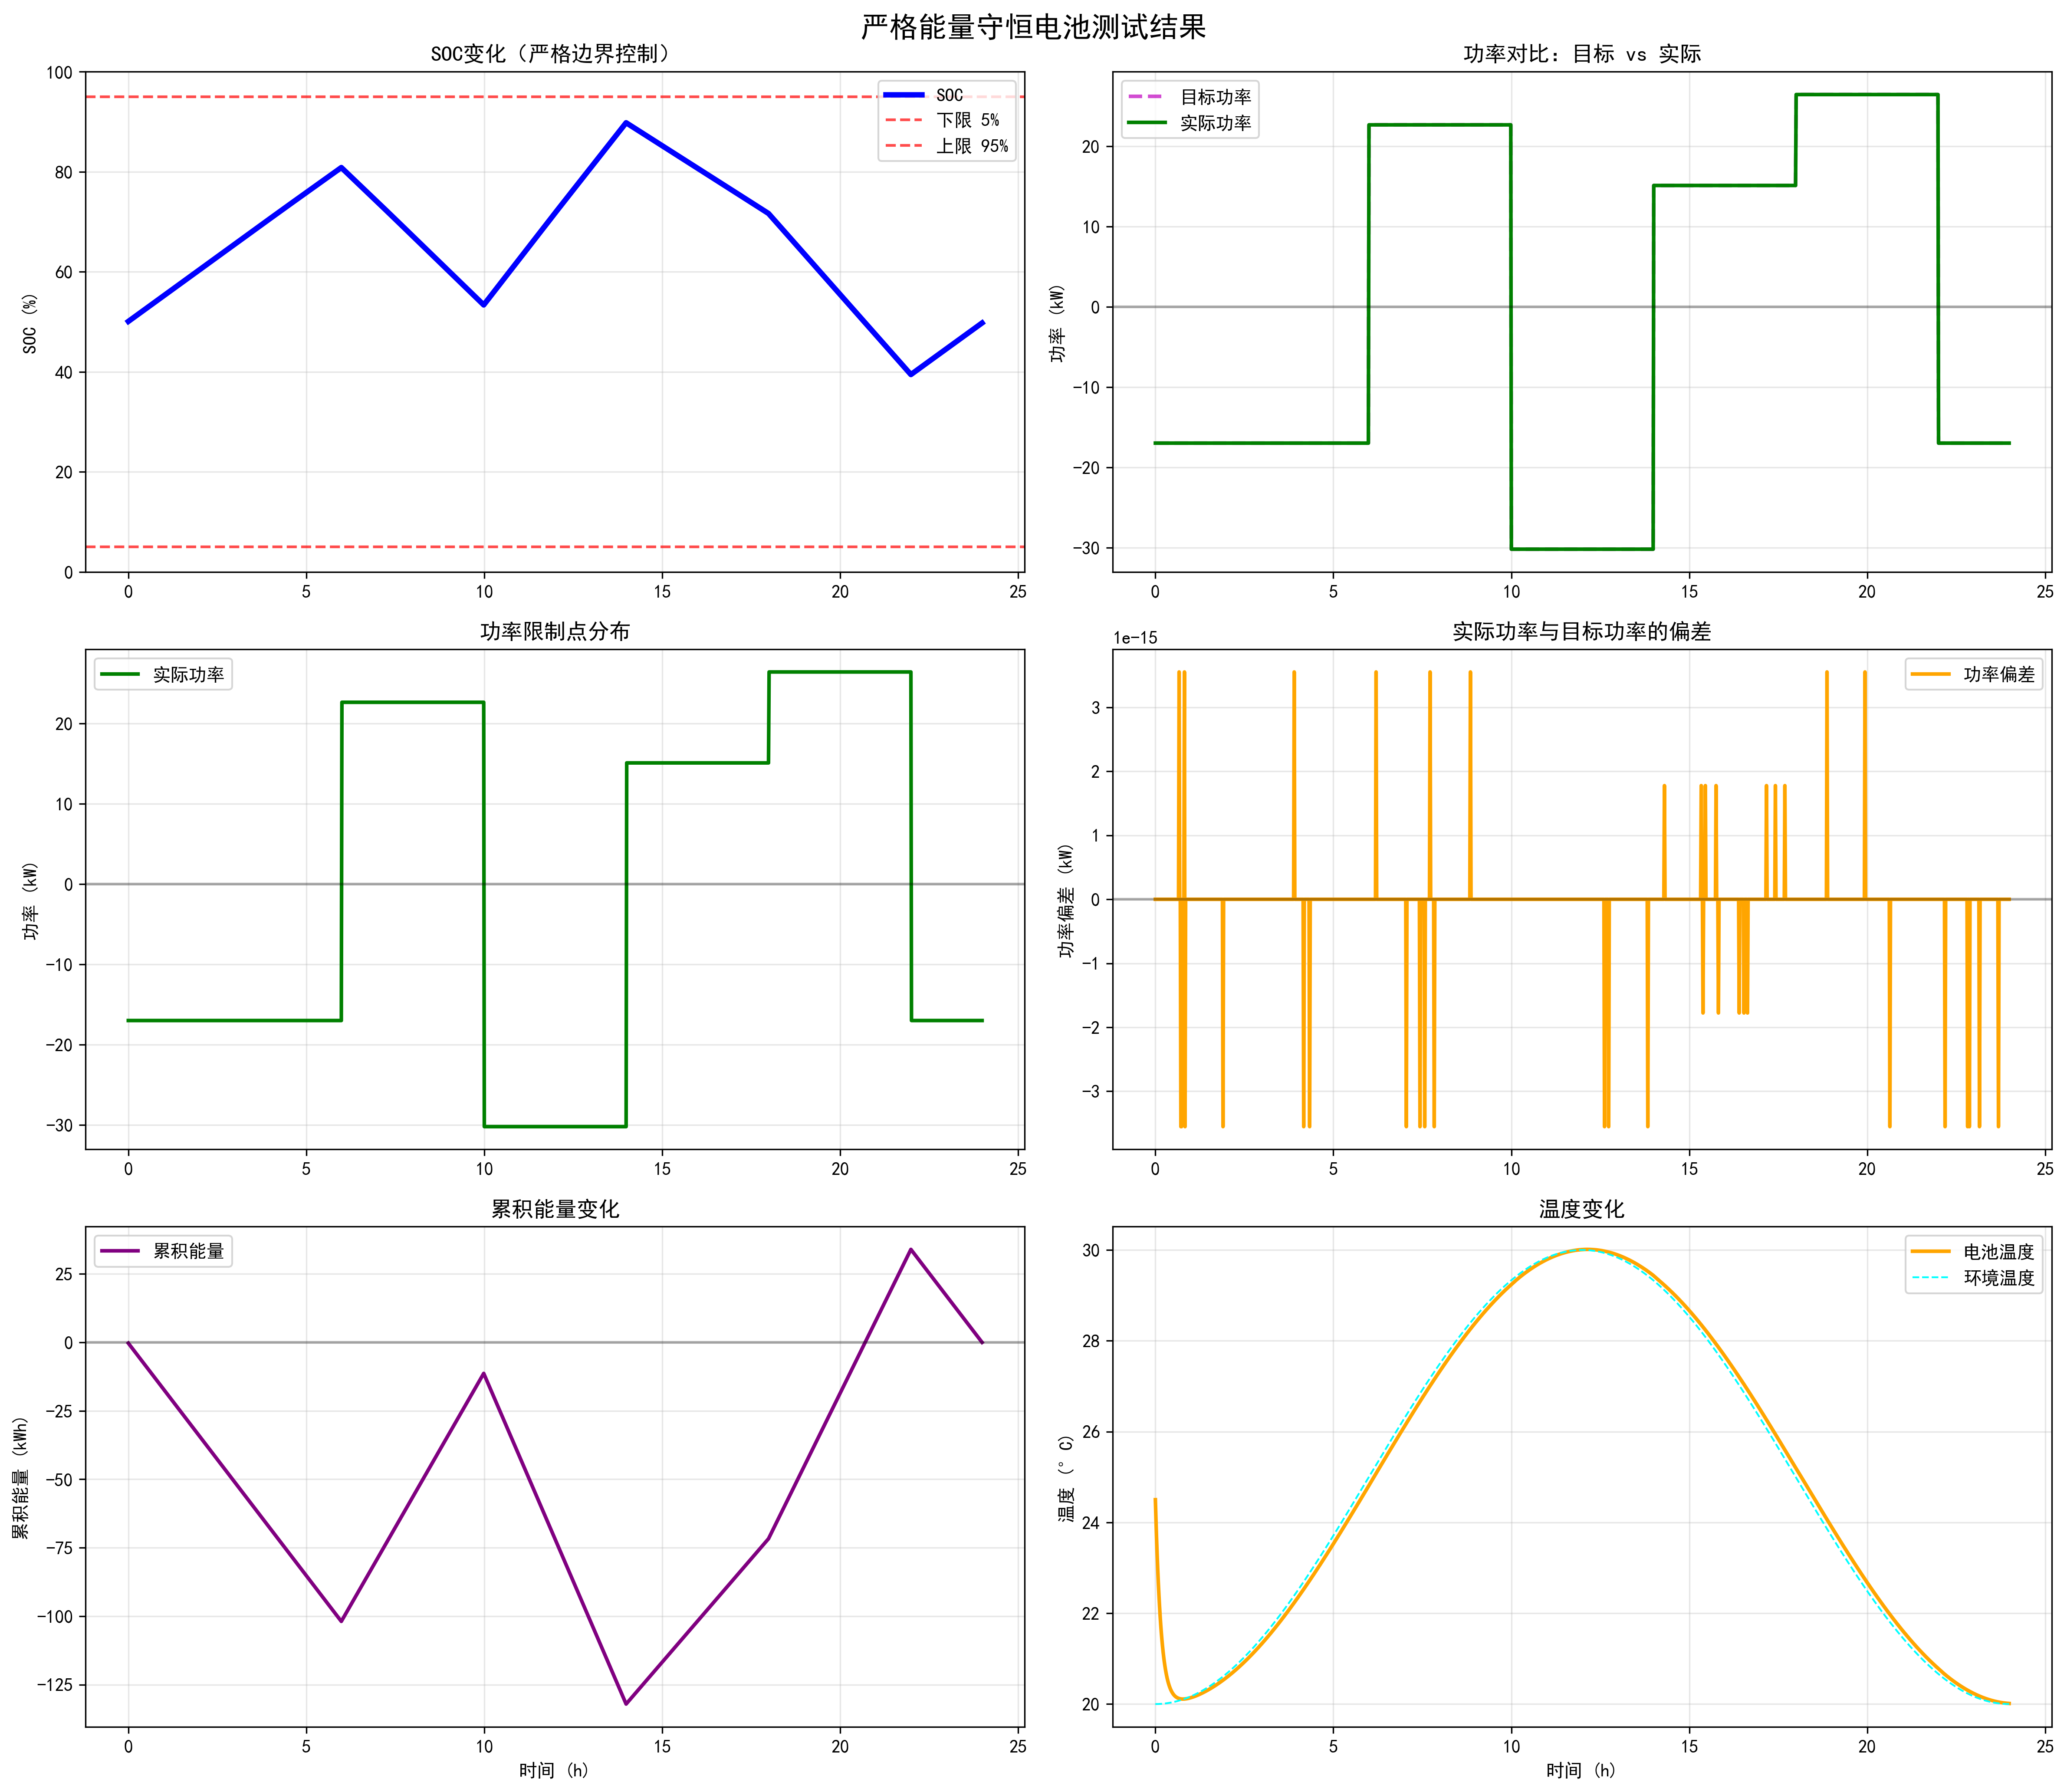 严格能量守恒电池测试结果
SOC变化（严格边界控制）
SOC (%)
100
80
60
40
20
0
SOC
下限 5%
上限 95%
0 5 10 15 20 25
功率对比：目标 vs 实际
功率 (kW)
20
10
0
−10
−20
−30
目标功率
实际功率
0 5 10 15 20 25
功率限制点分布
功率 (kW)
20
10
0
−10
−20
−30
实际功率
0 5 10 15 20 25
实际功率与目标功率的偏差
1e−15
功率偏差 (kW)
3
2
1
0
−1
−2
−3
功率偏差
0 5 10 15 20 25
累积能量变化
累积能量 (kWh)
25
0
−25
−50
−75
−100
−125
累积能量
0 5 10 15 20 25
时间 (h)
温度变化
温度 (°C)
30
28
26
24
22
20
电池温度
环境温度
0 5 10 15 20 25
时间 (h)